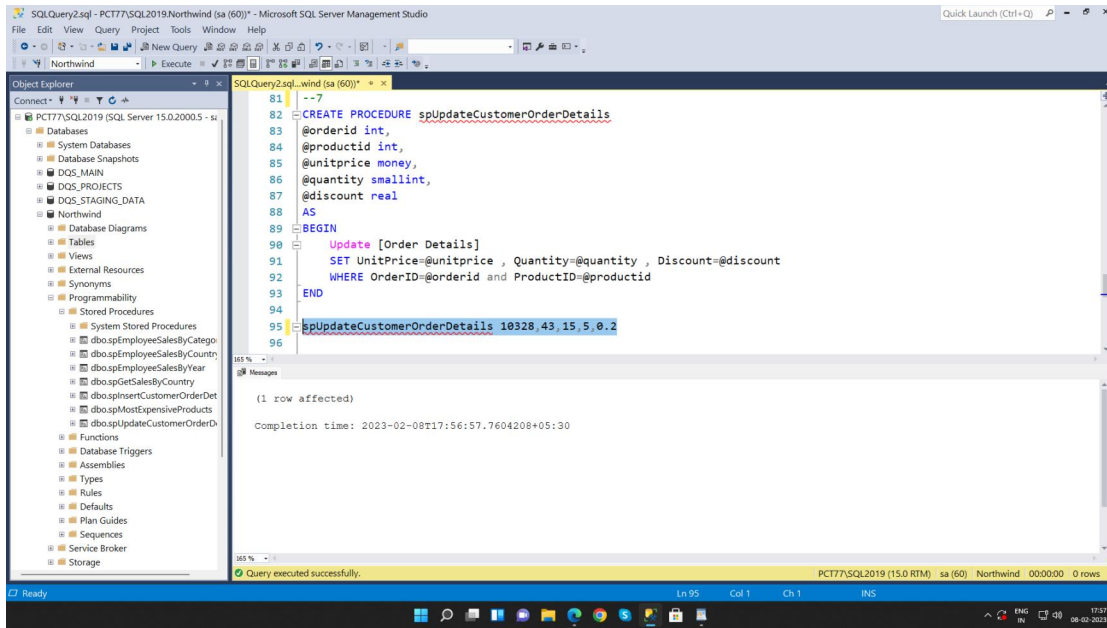 SQLQuery2.sql - PCT77\SQL2019.Northwind (sa (60))* - Microsoft SQL Server Management Studio
Quick Launch (Ctrl+Q)
File Edit View Query Project Tools Window Help
New Query
Northwind
Execute
Object Explorer
SQLQuery2.sql...wind (sa (60))*
Connect
PCT77\SQL2019 (SQL Server 15.0.2000.5 - sa
Databases
System Databases
Database Snapshots
DQS_MAIN
DQS_PROJECTS
DQS_STAGING_DATA
Northwind
Database Diagrams
Tables
Views
External Resources
Synonyms
Programmability
Stored Procedures
System Stored Procedures
dbo.spEmployeeSalesByCatego
dbo.spEmployeeSalesByCountr
dbo.spEmployeeSalesByYear
dbo.spGetSalesByCountry
dbo.spInsertCustomerOrderDet
dbo.spMostExpensiveProducts
dbo.spUpdateCustomerOrderD
Functions
Database Triggers
Assemblies
Types
Rules
Defaults
Plan Guides
Sequences
Service Broker
Storage
81 --7
82 CREATE PROCEDURE spUpdateCustomerOrderDetails
83 @orderid int,
84 @productid int,
85 @unitprice money,
86 @quantity smallint,
87 @discount real
88 AS
89 BEGIN
90 Update [Order Details]
91 SET UnitPrice=@unitprice , Quantity=@quantity , Discount=@discount
92 WHERE OrderID=@orderid and ProductID=@productid
93 END
94
95 spUpdateCustomerOrderDetails 10328,43,15,5,0.2
96
165 %
Messages
(1 row affected)
Completion time: 2023-02-08T17:56:57.7604208+05:30
165 %
Query executed successfully.
PCT77\SQL2019 (15.0 RTM) sa (60) Northwind 00:00:00 0 rows
Ready
Ln 95 Col 1 Ch 1 INS
ENG
IN
17:57
08-02-2023